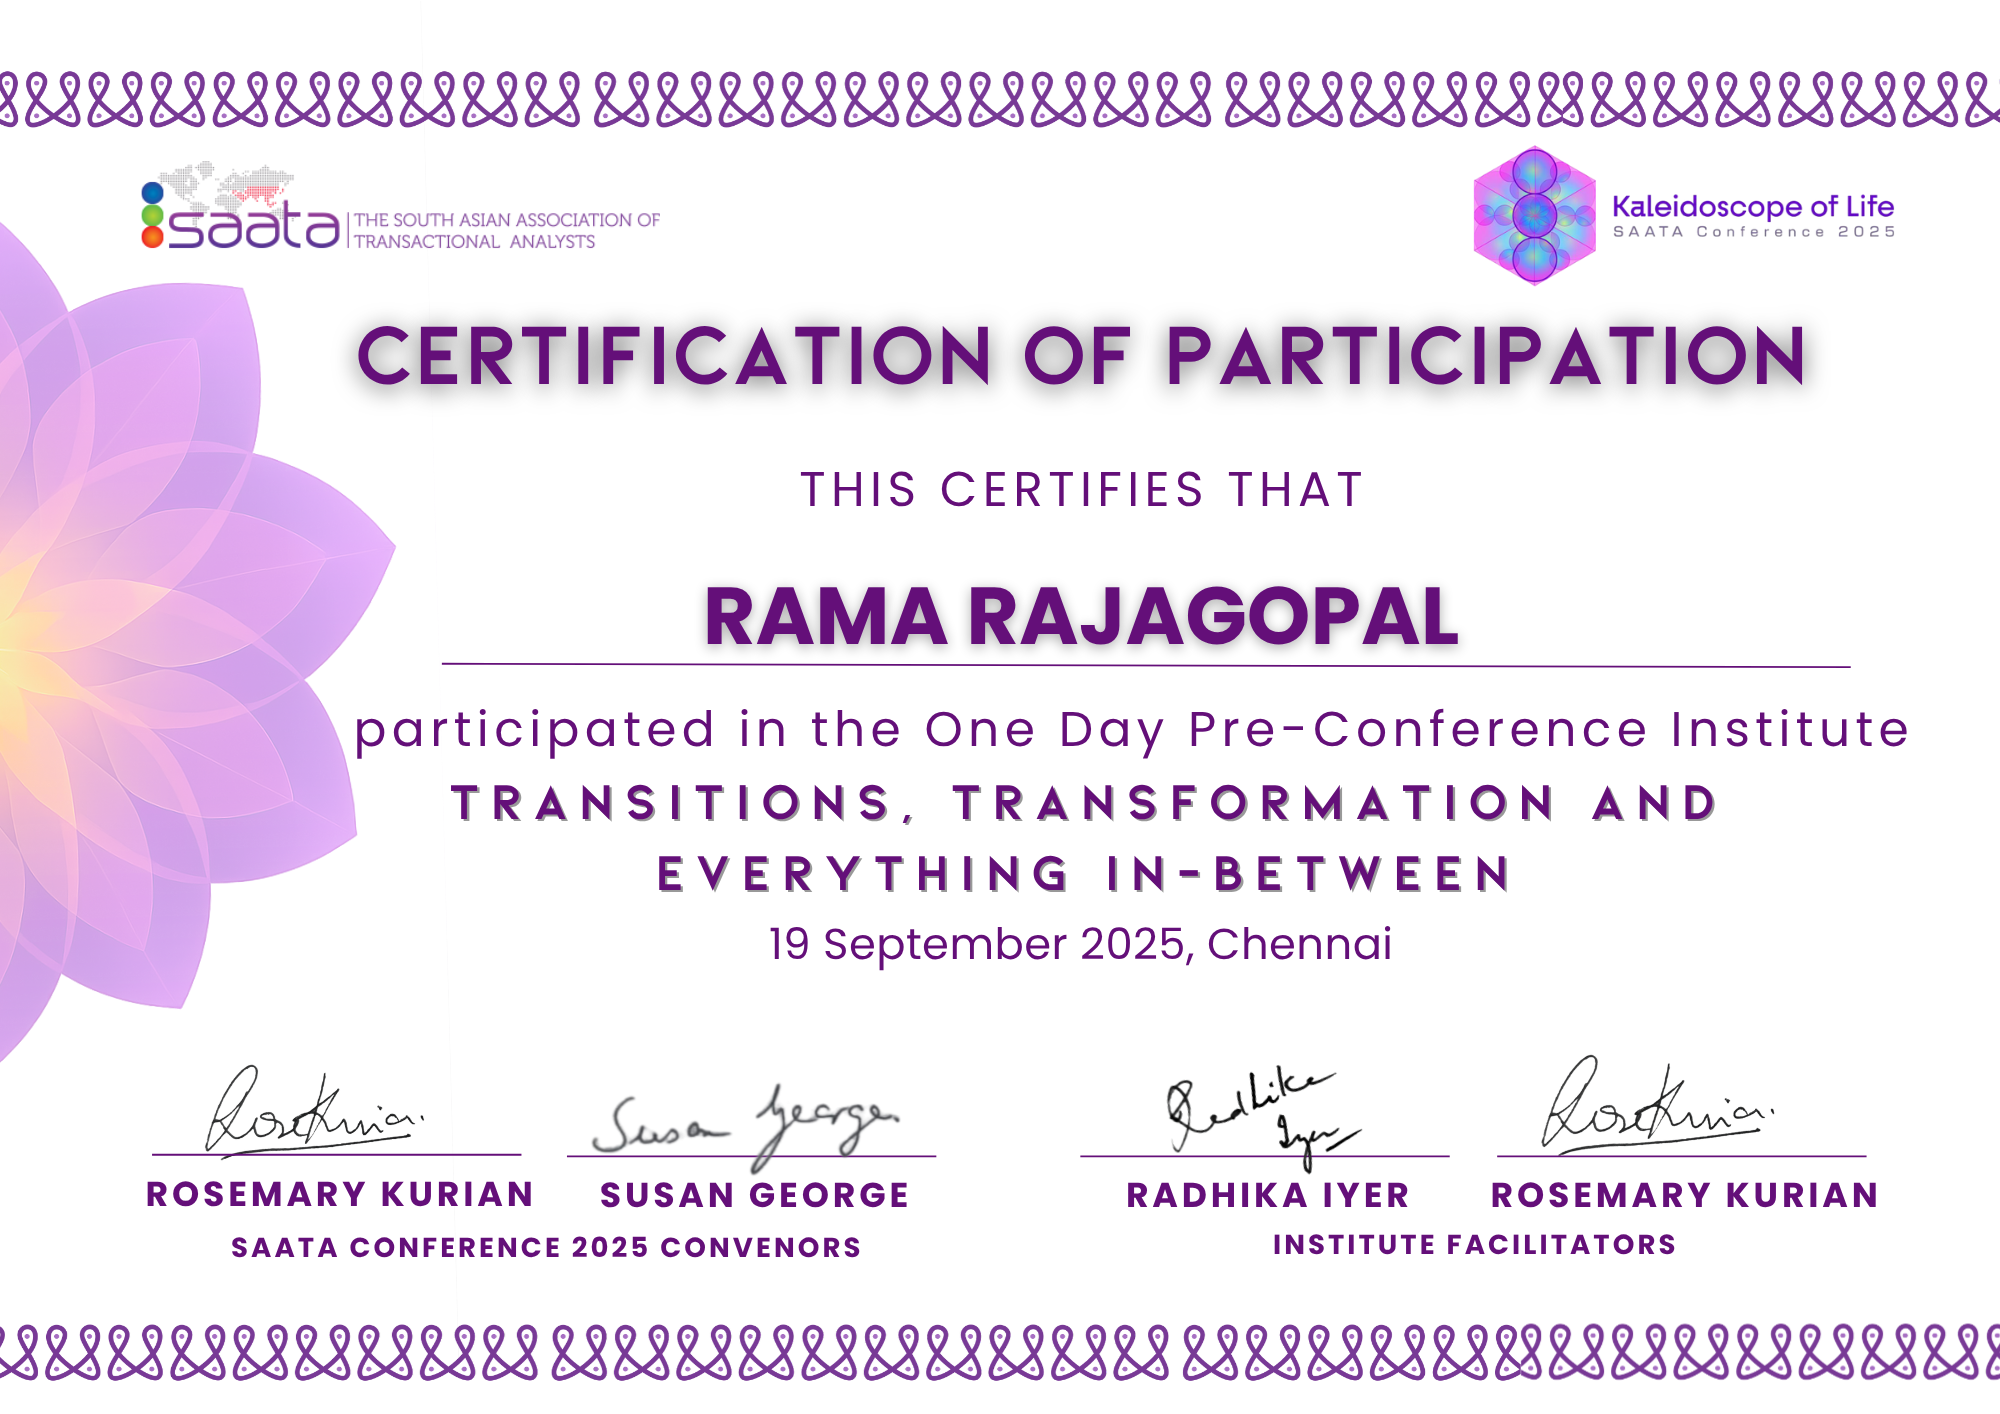 saata
THE SOUTH ASIAN ASSOCIATION OF
TRANSACTIONAL ANALYSTS
Kaleidoscope of Life
SAATA Conference 2025
CERTIFICATION OF PARTICIPATION
THIS CERTIFIES THAT
RAMA RAJAGOPAL
participated in the One Day Pre-Conference Institute
TRANSITIONS, TRANSFORMATION AND
EVERYTHING IN-BETWEEN
19 September 2025, Chennai
RoseKurian.
Susan George
Radhika
Iyer
RoseKurian.
ROSEMARY KURIAN
SUSAN GEORGE
RADHIKA IYER
ROSEMARY KURIAN
SAATA CONFERENCE 2025 CONVENORS
INSTITUTE FACILITATORS